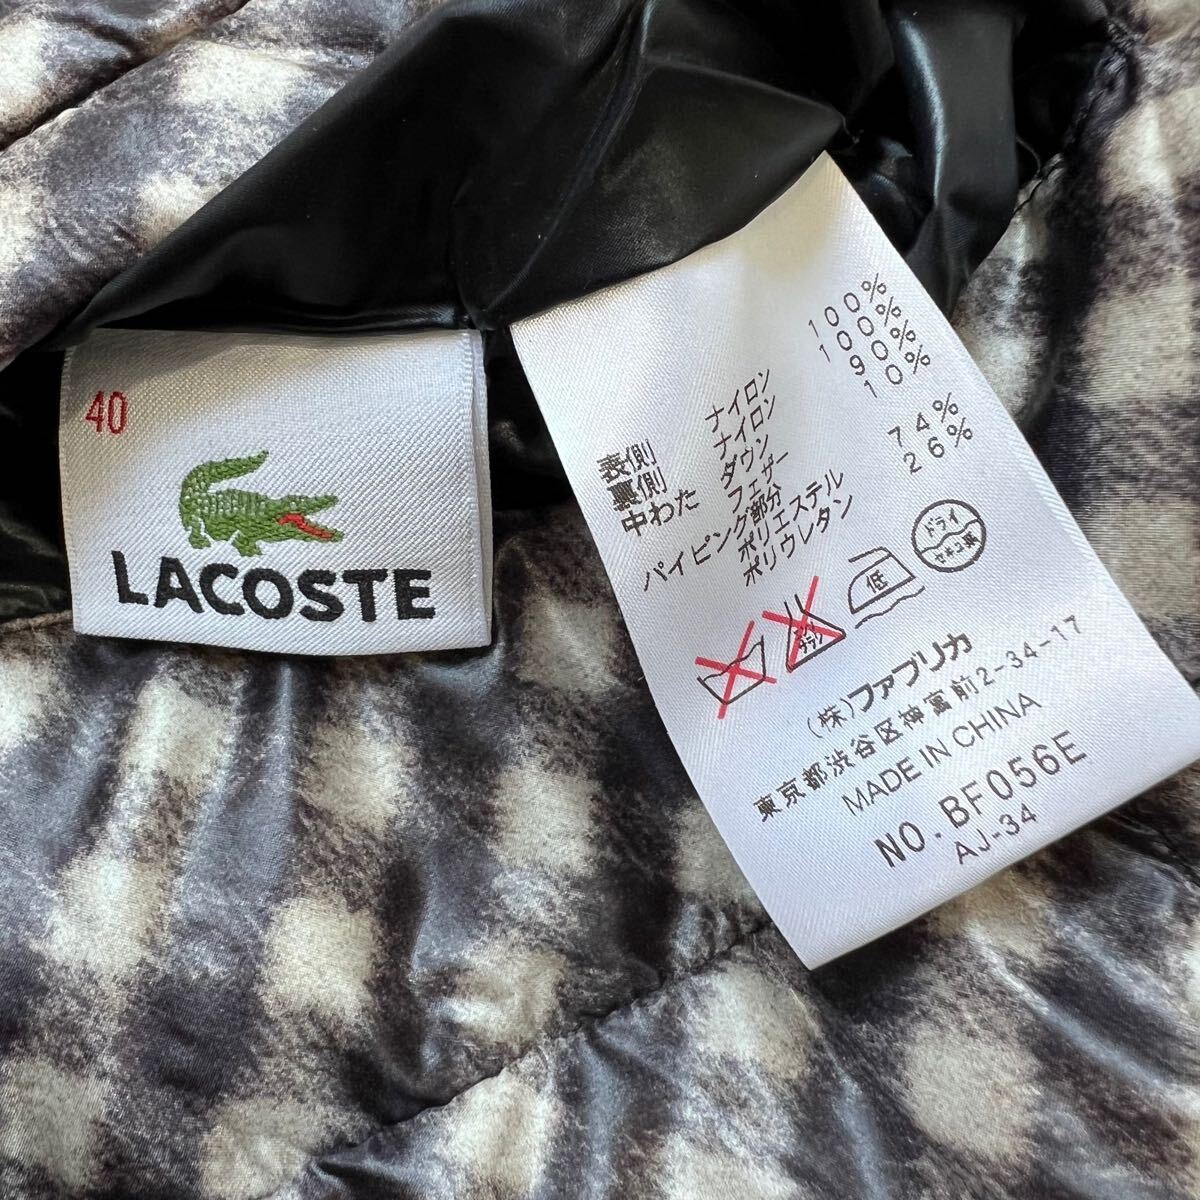 40
LACOSTE
表側 ナイロン 100%
裏側 ナイロン 100%
中わた ダウン 90%
フェザー 10%
パイピング部分
ポリエステル 74%
ポリウレタン 26%
低
ドライ
セキユ系
(株)ファブリカ
東京都渋谷区神宮前2-34-17
MADE IN CHINA
NO.BF056E
AJ-34